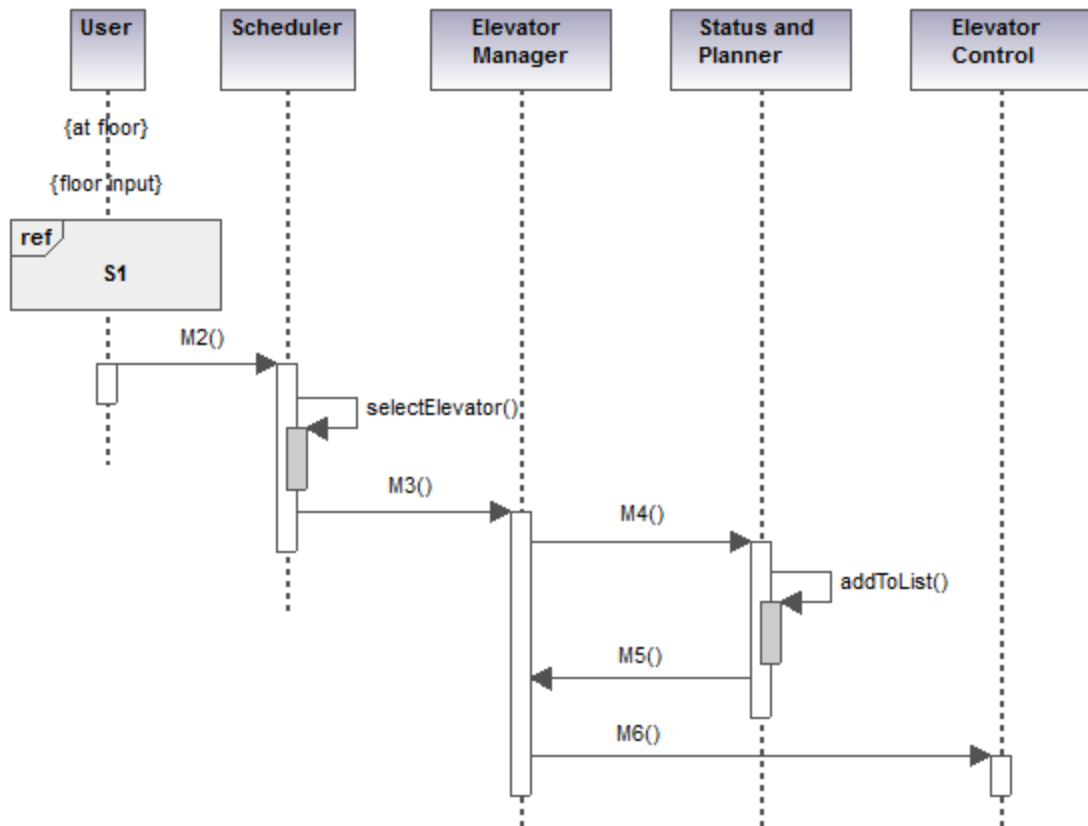 User
Scheduler
Elevator
Manager
Status and
Planner
Elevator
Control
{at floor}
{floor input}
ref
S1
M2()
selectElevator()
M3()
M4()
addToList()
M5()
M6()